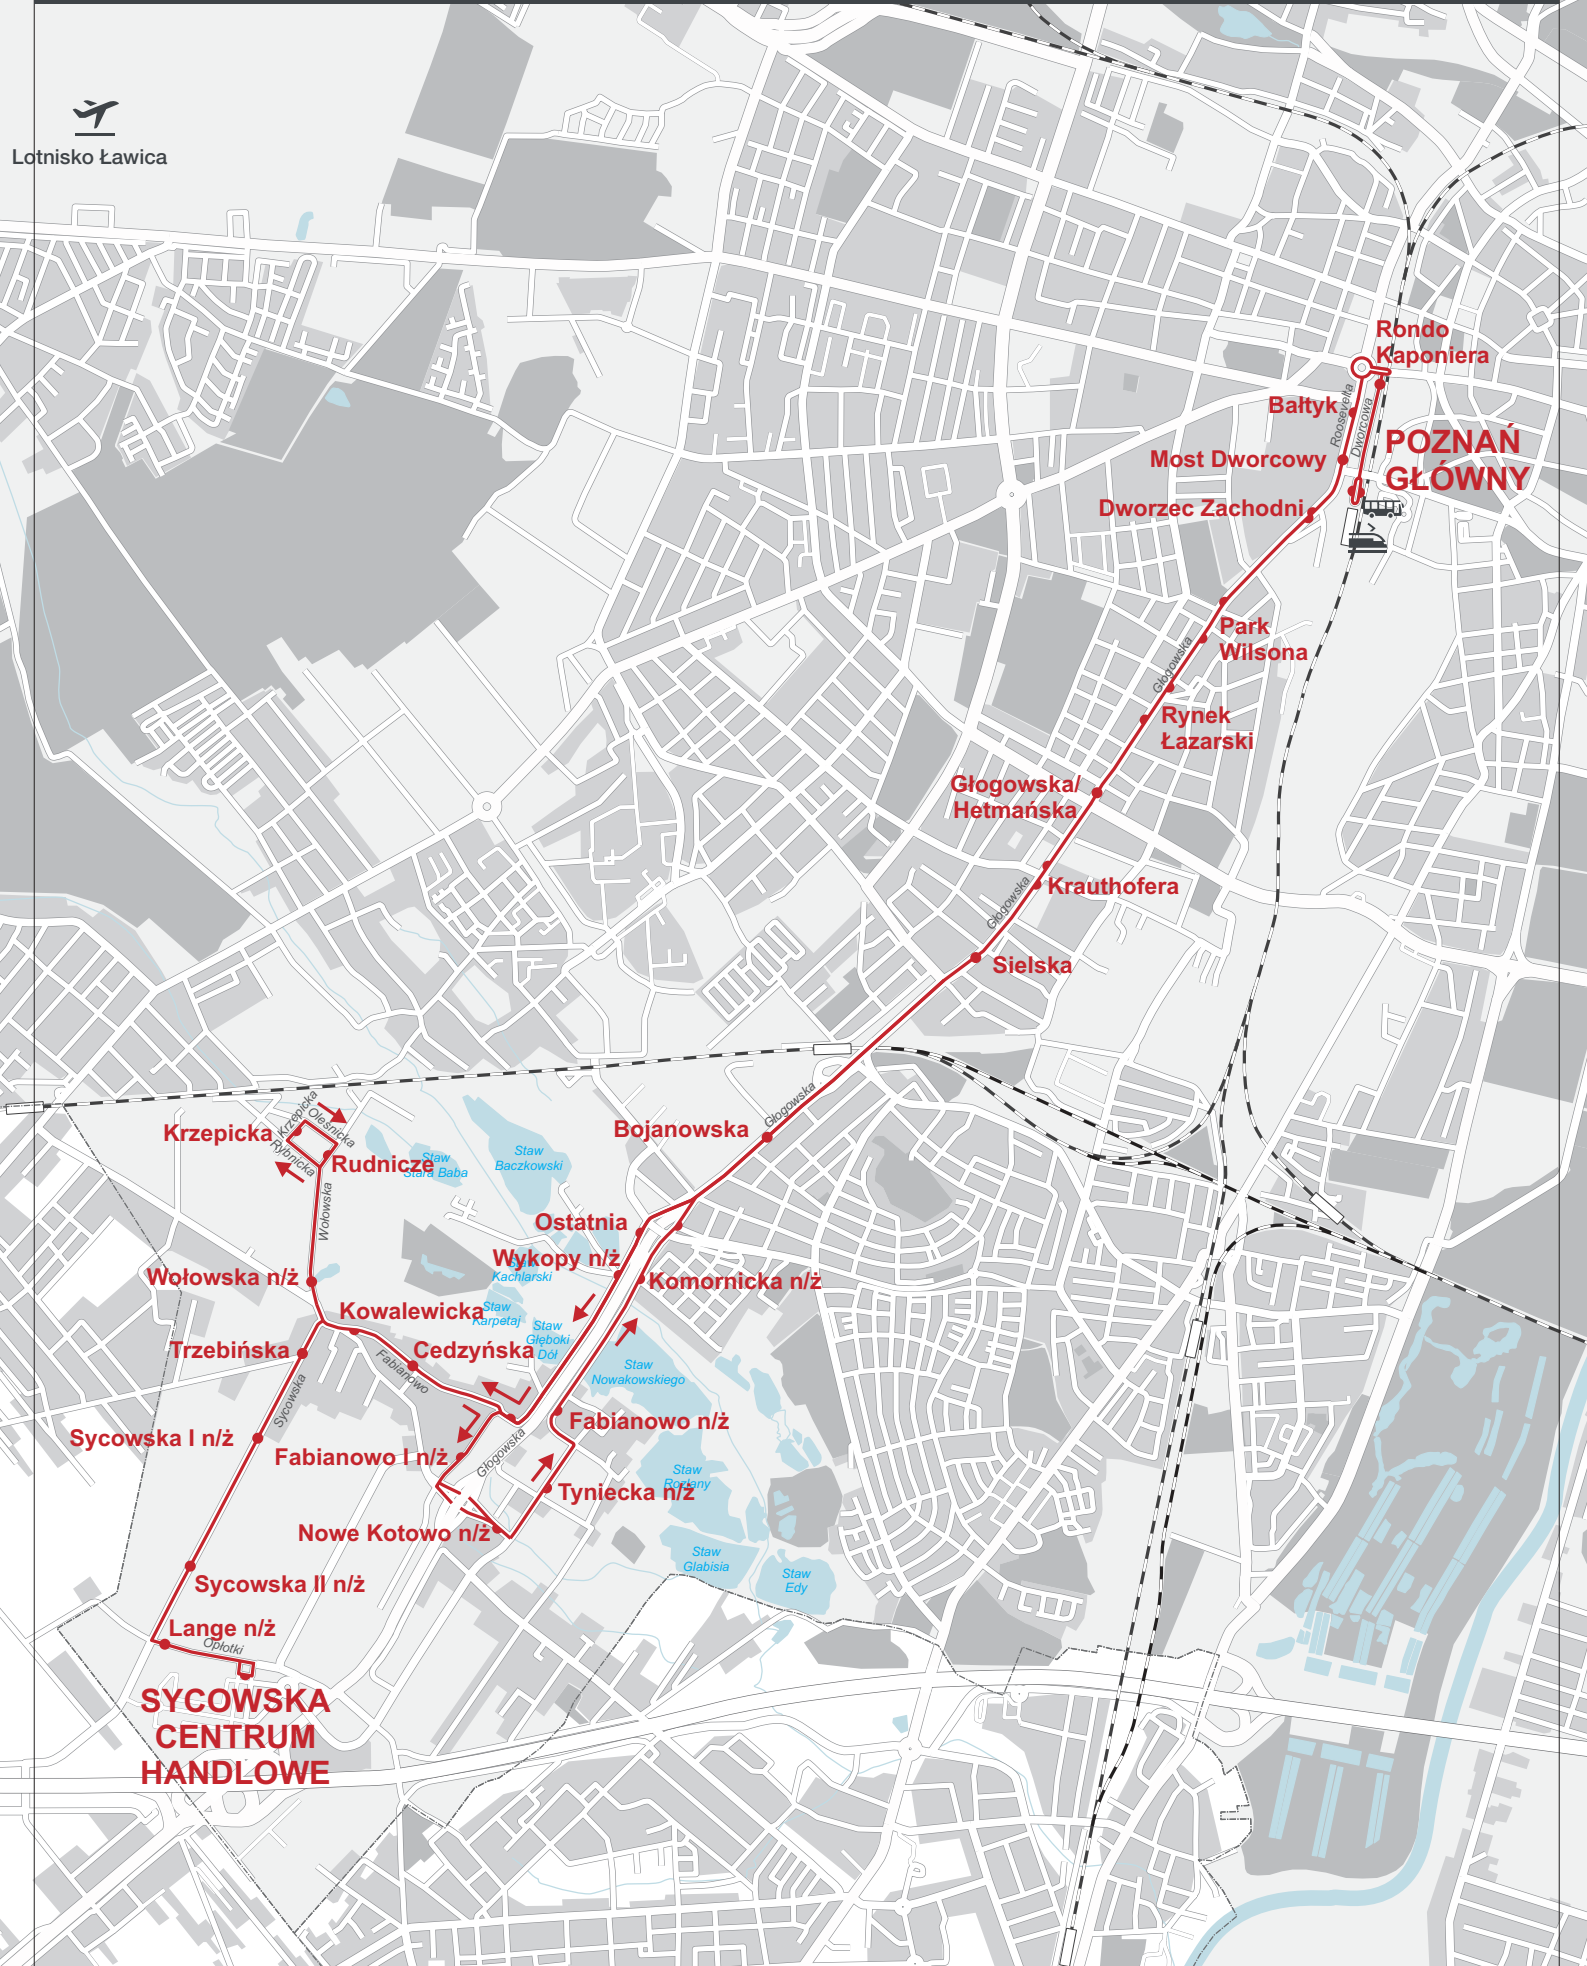 Lotnisko Ławica
Rondo
Kaponiera
Roosevelta
Dworcowa
Bałtyk
POZNAŃ
GŁÓWNY
Most Dworcowy
Dworzec Zachodni
Park
Wilsona
Głogowska
Rynek
Łazarski
Głogowska/
Hetmańska
Krauthofera
Głogowska
Sielska
Głogowska
Bojanowska
Krzepicka
Oleśnicka
Krzepicka
Rybnicka
Rudnicze
Staw
Stara Baba
Staw
Baczkowski
Wołowska
Ostatnia
Wykopy n/ż
Staw
Kachlarski
Komornicka n/ż
Wołowska n/ż
Kowalewicka
Staw
Karpetaj
Staw
Głęboki
Dół
Trzebińska
Cedzyńska
Fabianowo
Staw
Nowakowskiego
Sycowska
Fabianowo n/ż
Sycowska I n/ż
Fabianowo I n/ż
Głogowska
Staw
Rozlany
Tyniecka n/ż
Nowe Kotowo n/ż
Staw
Glabisia
Staw
Edy
Sycowska II n/ż
Lange n/ż
Opłotki
SYCOWSKA
CENTRUM
HANDLOWE